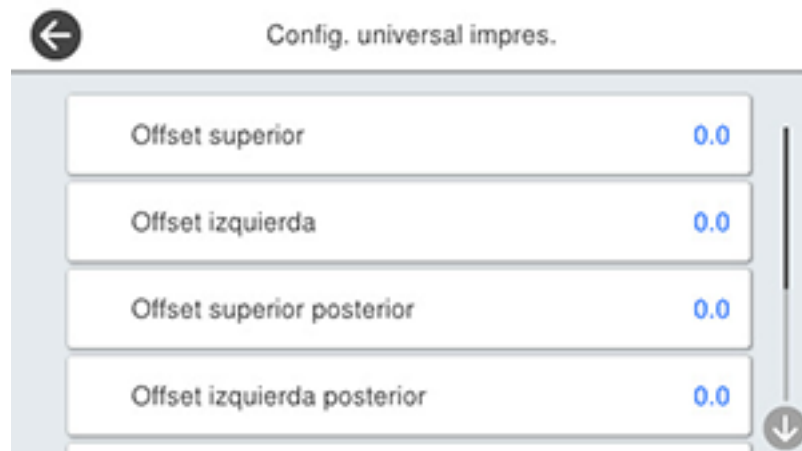 Config. universal impres.
Offset superior 0.0
Offset izquierda 0.0
Offset superior posterior 0.0
Offset izquierda posterior 0.0